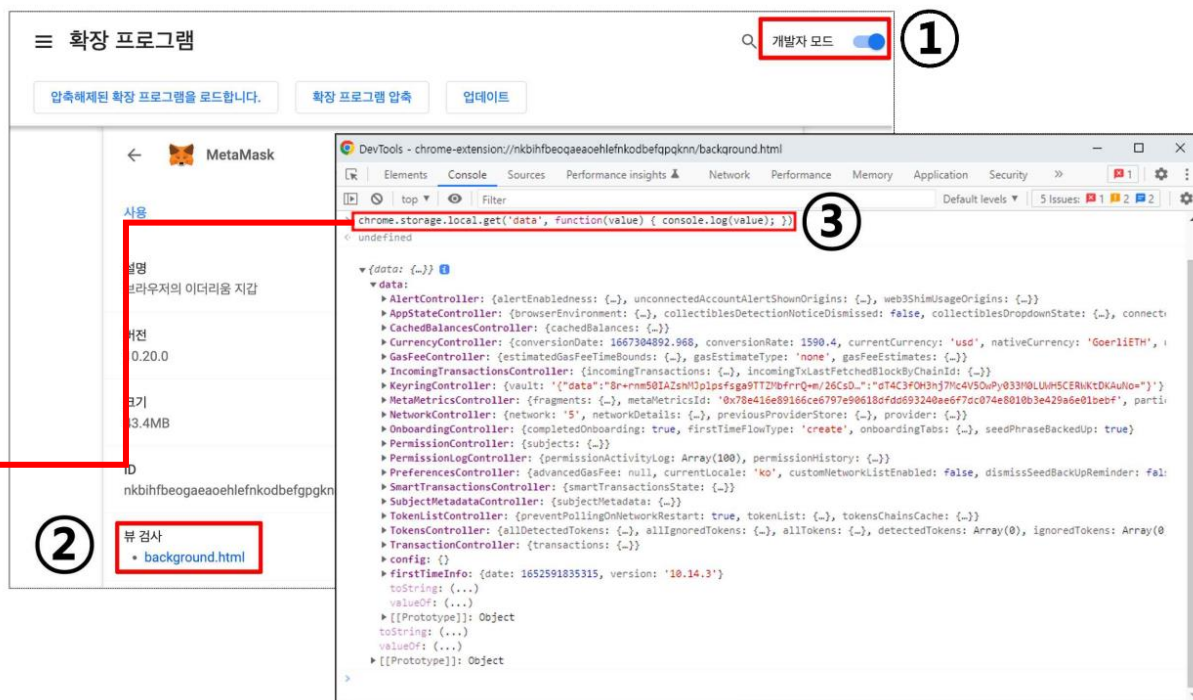 확장 프로그램
개발자 모드
①
압축해제된 확장 프로그램을 로드합니다.
확장 프로그램 압축
업데이트
MetaMask
사용
설명
브라우저의 이더리움 지갑
버전
0.20.0
크기
33.4MB
ID
nkbihfbeogaeaoehlefnkodbefgpgkn
②
뷰 검사
• background.html
DevTools - chrome-extension://nkbihfbeogaeaoehlefnkodbefgpgknn/background.html
Elements Console Sources Performance insights Network Performance Memory Application Security » 1
top ▼ Filter Default levels ▼ 5 Issues: 1 2 2
> chrome.storage.local.get('data', function(value) { console.log(value); })
③
< undefined
▼{data: {…}}
▼data:
▶AlertController: {alertEnabledness: {…}, unconnectedAccountAlertShownOrigins: {…}, web3ShimUsageOrigins: {…}}
▶AppStateController: {browserEnvironment: {…}, collectiblesDetectionNoticeDismissed: false, collectiblesDropdownState: {…}, connect
▶CachedBalancesController: {cachedBalances: {…}}
▶CurrencyController: {conversionDate: 1667304892.968, conversionRate: 1590.4, currentCurrency: 'usd', nativeCurrency: 'GoerliETH',
▶GasFeeController: {estimatedGasFeeTimeBounds: {…}, gasEstimateType: 'none', gasFeeEstimates: {…}}
▶IncomingTransactionsController: {incomingTransactions: {…}, incomingTxLastFetchedBlockByChainId: {…}}
▶KeyringController: {vault: '{"data":
▶MetaMetricsController: {fragments: {…}, metaMetricsId: '0x78e416e89166ce6797e90618dfdd693240ae6f7dc074e8010b3e429a6e01bebf', parti
▶NetworkController: {network: '5', networkDetails: {…}, previousProviderStore: {…}, provider: {…}}
▶OnboardingController: {completedOnboarding: true, firstTimeFlowType: 'create', onboardingTabs: {…}, seedPhraseBackedUp: true}
▶PermissionController: {subjects: {…}}
▶PermissionLogController: {permissionActivityLog: Array(100), permissionHistory: {…}}
▶PreferencesController: {advancedGasFee: null, currentLocale: 'ko', customNetworkListEnabled: false, dismissSeedBackUpReminder: fal
▶SmartTransactionsController: {smartTransactionsState: {…}}
▶SubjectMetadataController: {subjectMetadata: {…}}
▶TokenListController: {preventPollingOnNetworkRestart: true, tokenList: {…}, tokensChainsCache: {…}}
▶TokensController: {allDetectedTokens: {…}, allIgnoredTokens: {…}, allTokens: {…}, detectedTokens: Array(0), ignoredTokens: Array(0
▶TransactionController: {transactions: {…}}
▶config: {}
▶firstTimeInfo: {date: 1652591835315, version: '10.14.3'}
toString: (...)
valueOf: (...)
▶[[Prototype]]: Object
toString: (...)
valueOf: (...)
▶[[Prototype]]: Object
>